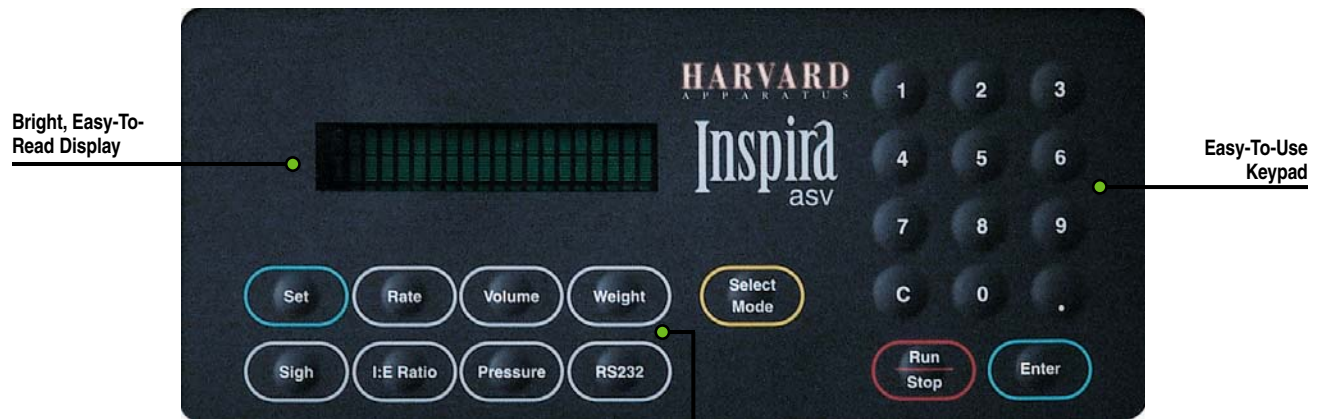 Bright, Easy-To-
Read Display
HARVARD
APPARATUS
Inspira
asv
Set
Rate
Volume
Weight
Select
Mode
Sigh
I:E Ratio
Pressure
RS232
1
2
3
4
5
6
7
8
9
C
0
.
Run
Stop
Enter
Easy-To-Use
Keypad